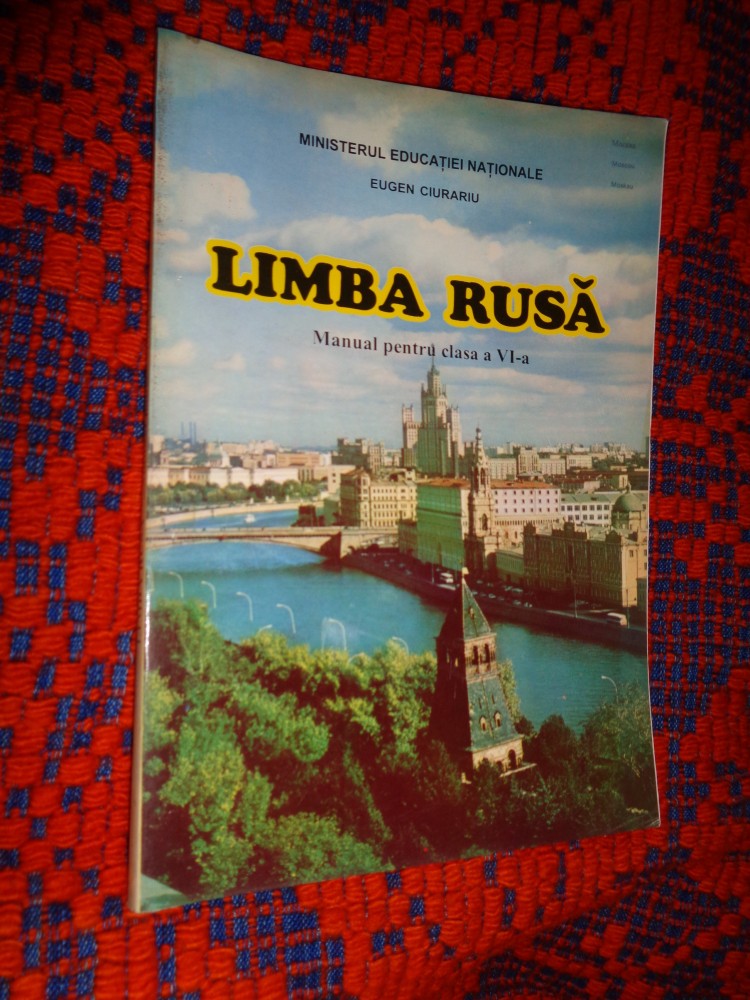 MINISTERUL EDUCAȚIEI NAȚIONALE
EUGEN CIURARIU
LIMBA RUSĂ
Manual pentru clasa a VI-a